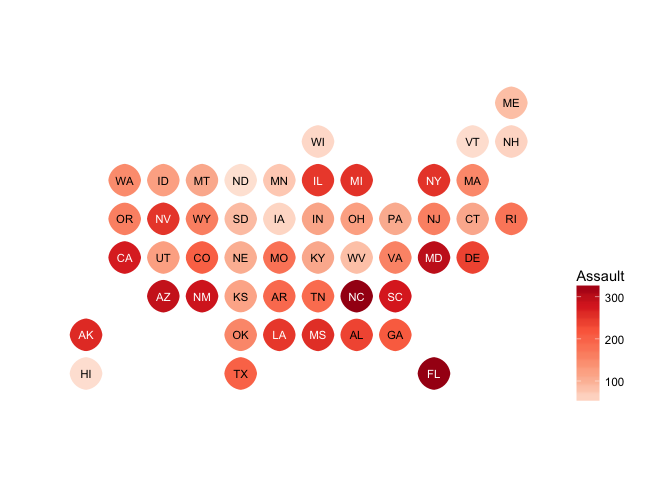 ME
WI VT NH
WA ID MT ND MN IL MI NY MA
OR NV WY SD IA IN OH PA NJ CT RI
CA UT CO NE MO KY WV VA MD DE
AZ NM KS AR TN NC SC
AK OK LA MS AL GA
HI TX FL
Assault
300
200
100